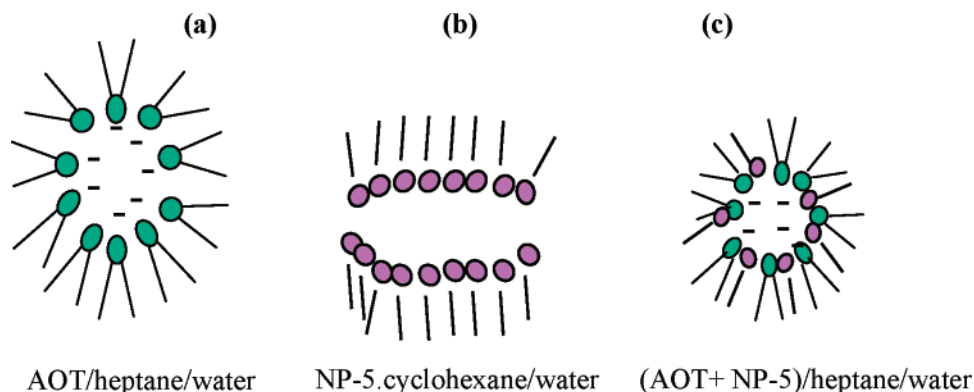 (a) (b) (c)
AOT/heptane/water NP-5.cyclohexane/water (AOT+ NP-5)/heptane/water